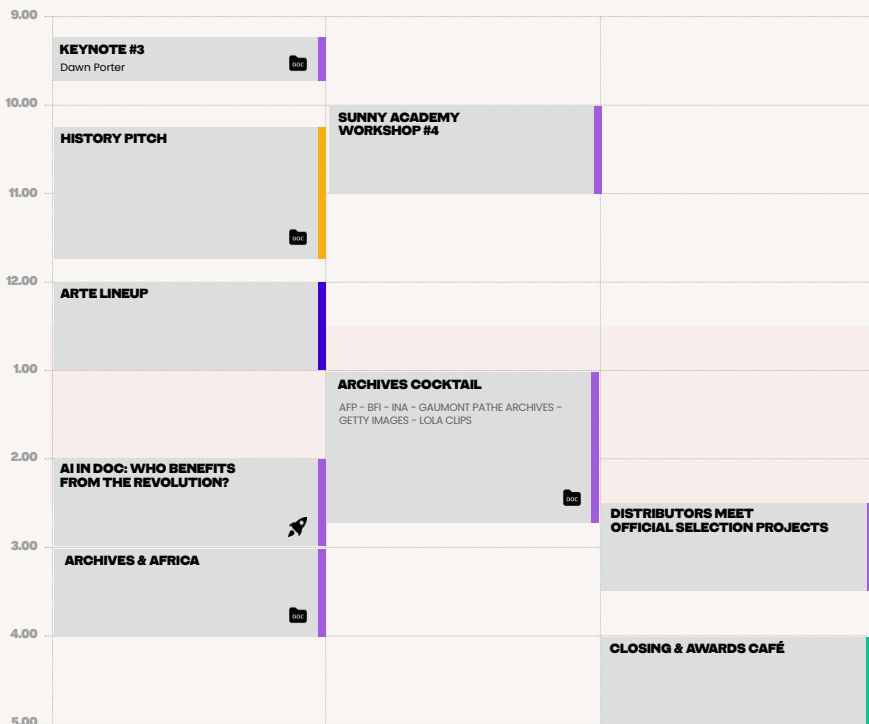 9.00
KEYNOTE #3
Dawn Porter
DOC
10.00
SUNNY ACADEMY
WORKSHOP #4
HISTORY PITCH
11.00
DOC
12.00
ARTE LINEUP
1.00
ARCHIVES COCKTAIL
AFP - BFI - INA - GAUMONT PATHE ARCHIVES -
GETTY IMAGES - LOLA CLIPS
2.00
AI IN DOC: WHO BENEFITS
FROM THE REVOLUTION?
DOC
DISTRIBUTORS MEET
OFFICIAL SELECTION PROJECTS
3.00
ARCHIVES & AFRICA
DOC
4.00
CLOSING & AWARDS CAFÉ
5.00